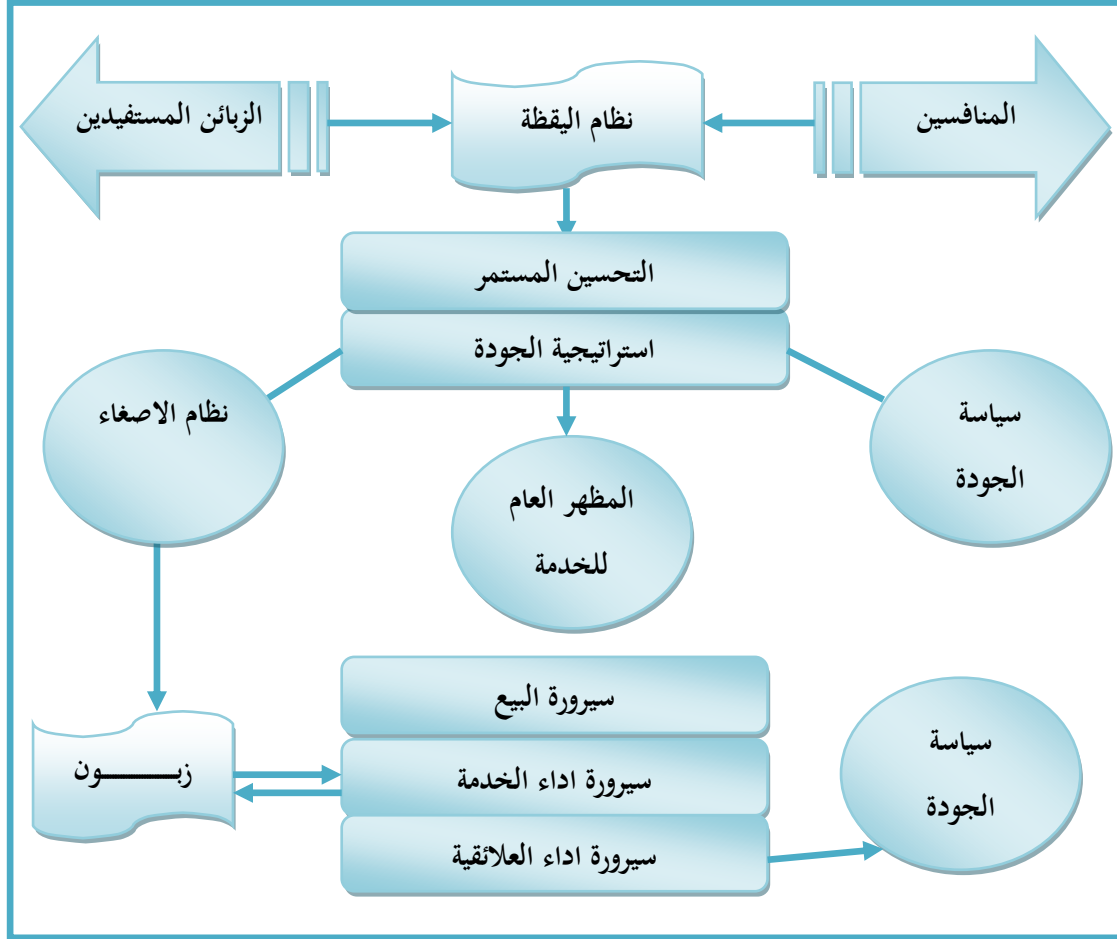 المنافسين
نظام اليقظة
الزبائن المستفيدين
التحسين المستمر
استراتيجية الجودة
سياسة
الجودة
نظام الاصغاء
المظهر العام
للخدمة
سيرورة البيع
سياسة
الجودة
سيرورة اداء الخدمة
زبـــــــون
سيرورة اداء العلائقية